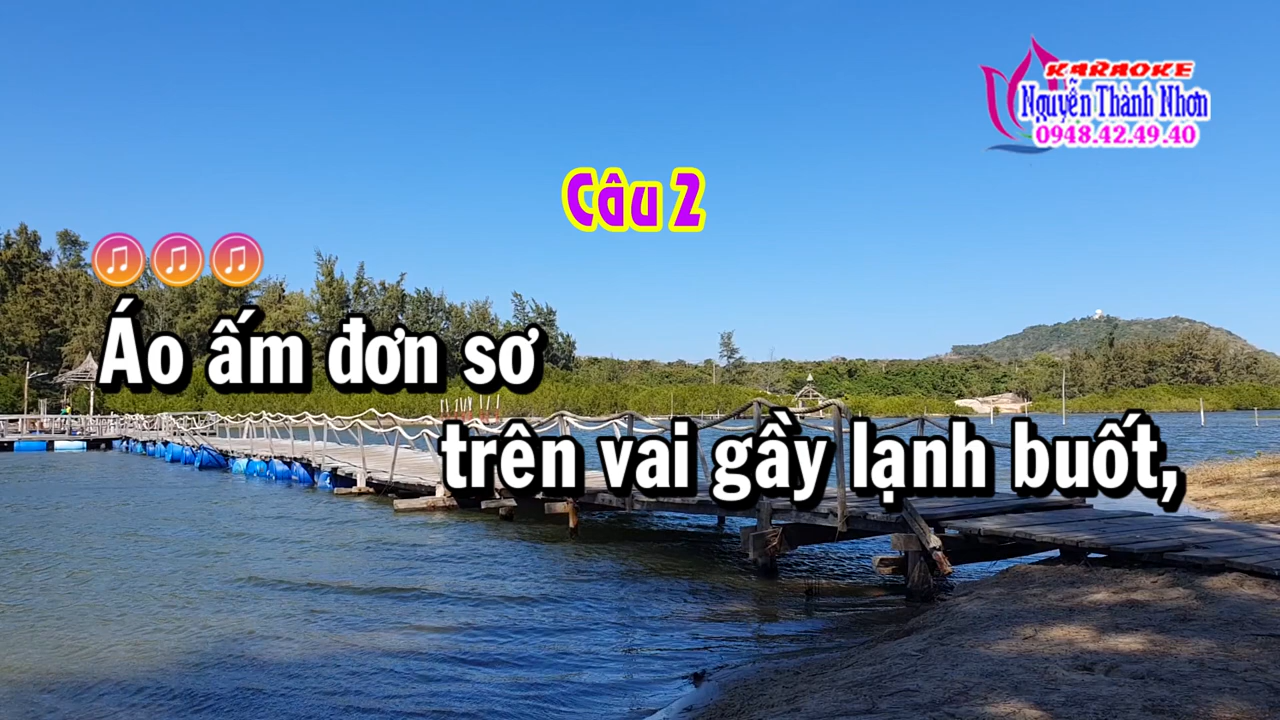 KARAOKE
Nguyễn Thành Nhơn
0948.42.49.40
Câu 2
Áo ấm đơn sơ
trên vai gầy lạnh buốt,